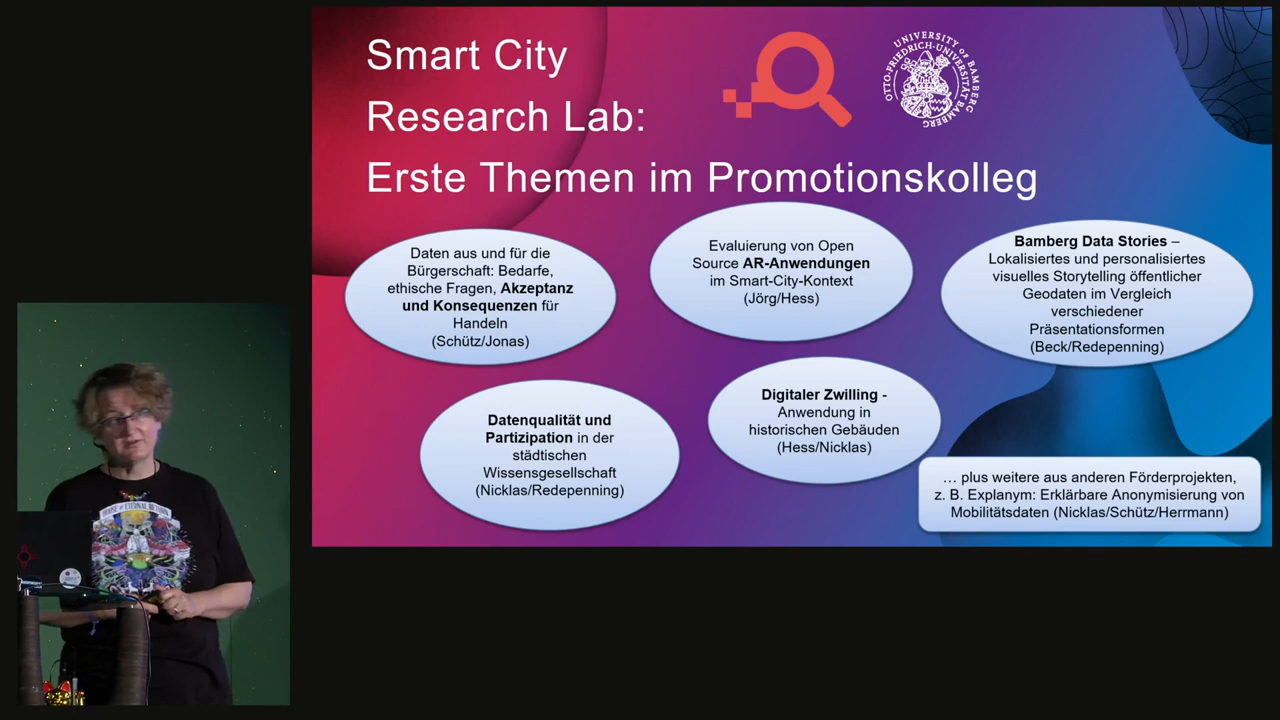 Smart City
Research Lab:
Erste Themen im Promotionskolleg
UNIVERSITY OF BAMBERG
OTTO-FRIEDRICH-UNIVERSITÄT BAMBERG
Daten aus und für die
Bürgerschaft: Bedarfe,
ethische Fragen, Akzeptanz
und Konsequenzen für
Handeln
(Schütz/Jonas)
Evaluierung von Open
Source AR-Anwendungen
im Smart-City-Kontext
(Jörg/Hess)
Bamberg Data Stories –
Lokalisiertes und personalisiertes
visuelles Storytelling öffentlicher
Geodaten im Vergleich
verschiedener
Präsentationsformen
(Beck/Redepenning)
Datenqualität und
Partizipation in der
städtischen
Wissensgesellschaft
(Nicklas/Redepenning)
Digitaler Zwilling -
Anwendung in
historischen Gebäuden
(Hess/Nicklas)
… plus weitere aus anderen Förderprojekten,
z. B. Explanym: Erklärbare Anonymisierung von
Mobilitätsdaten (Nicklas/Schütz/Herrmann)